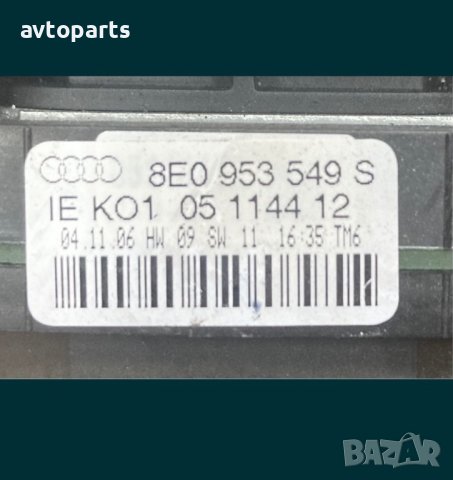 avtoparts
8E0 953 549 S
IE KO1 05 1144 12
04.11.06 HW 09 SW 11 16:35 TM6
BAZAR